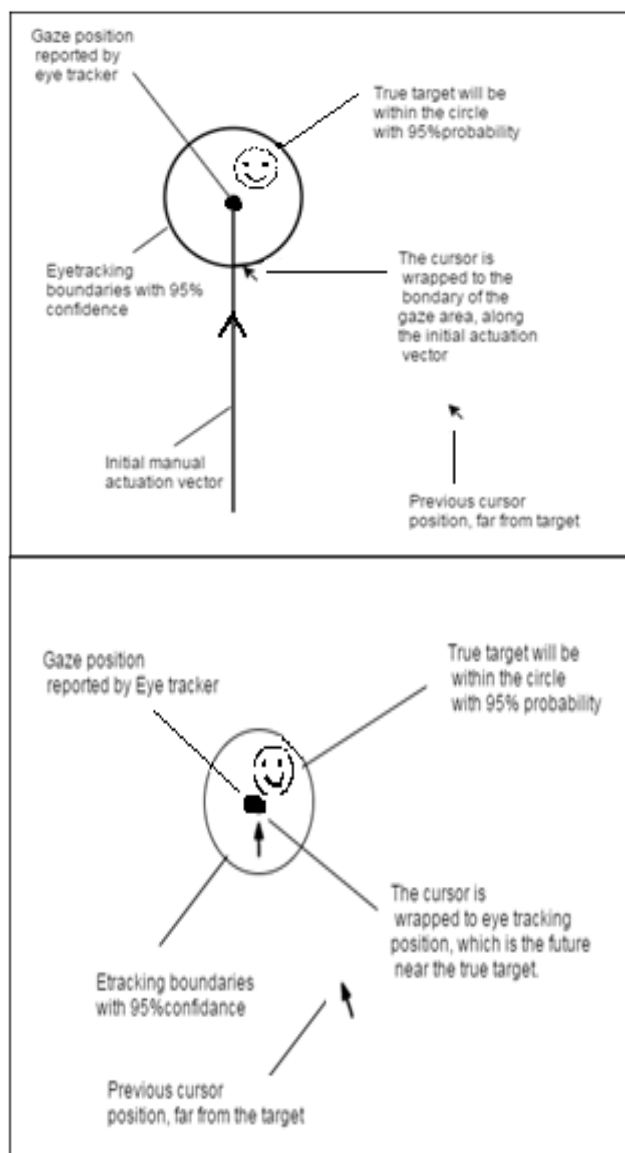 Gaze position
reported by
eye tracker
True target will be
within the circle
with 95%probability)
Eyetracking
boundaries with 95%
confidence
The cursor is
wrapped to the
bondary of the
gaze area, along
the initial actuation
vector
Initial manual
actuation vector
Previous cursor
position, far from target
Gaze position
reported by Eye tracker
True target will be
within the circle
with 95% probability)
The cursor is
wrapped to eye tracking
position, which is the future
near the true target.
Etracking boundaries
with 95%confidance
Previous cursor
position, far from the target